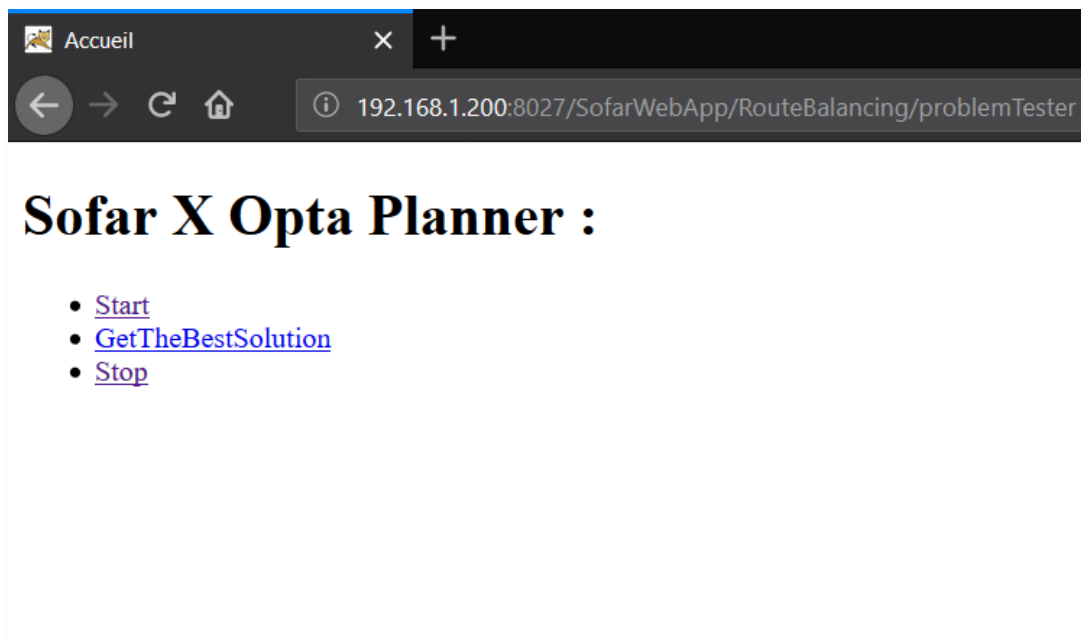 Accueil
192.168.1.200:8027/SofarWebApp/RouteBalancing/problemTester
Sofar X Opta Planner :
Start
GetTheBestSolution
Stop